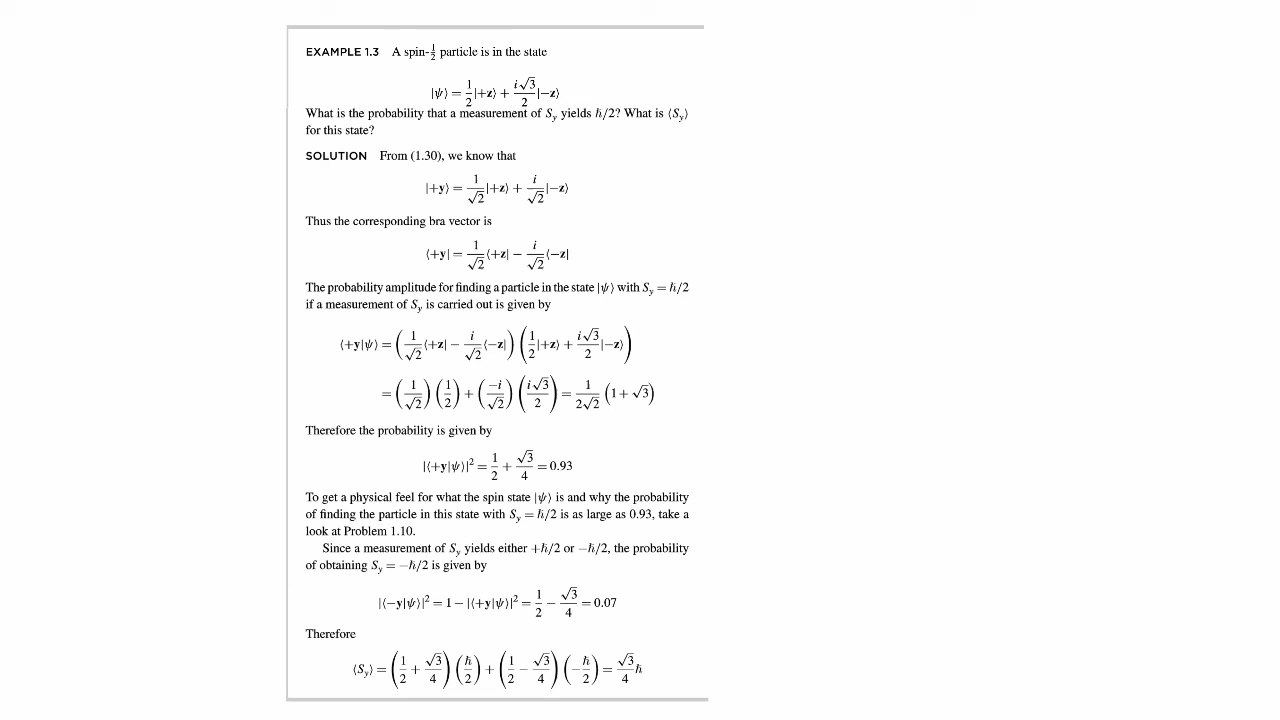 EXAMPLE 1.3 A spin-½ particle is in the state
|ψ⟩ = 1/2 |+z⟩ + i√3/2 |−z⟩
What is the probability that a measurement of S_y yields ℏ/2? What is ⟨S_y⟩
for this state?
SOLUTION From (1.30), we know that
|+y⟩ = 1/√2 |+z⟩ + i/√2 |−z⟩
Thus the corresponding bra vector is
⟨+y| = 1/√2 ⟨+z| − i/√2 ⟨−z|
The probability amplitude for finding a particle in the state |ψ⟩ with S_y = ℏ/2
if a measurement of S_y is carried out is given by
⟨+y|ψ⟩ = (1/√2 ⟨+z| − i/√2 ⟨−z|) (1/2 |+z⟩ + i√3/2 |−z⟩)
= (1/√2) (1/2) + (−i/√2) (i√3/2) = 1/2√2 (1 + √3)
Therefore the probability is given by
|⟨+y|ψ⟩|² = 1/2 + √3/4 = 0.93
To get a physical feel for what the spin state |ψ⟩ is and why the probability
of finding the particle in this state with S_y = ℏ/2 is as large as 0.93, take a
look at Problem 1.10.
Since a measurement of S_y yields either +ℏ/2 or −ℏ/2, the probability
of obtaining S_y = −ℏ/2 is given by
|⟨−y|ψ⟩|² = 1 − |⟨+y|ψ⟩|² = 1/2 − √3/4 = 0.07
Therefore
⟨S_y⟩ = (1/2 + √3/4) (ℏ/2) + (1/2 − √3/4) (−ℏ/2) = √3/4 ℏ